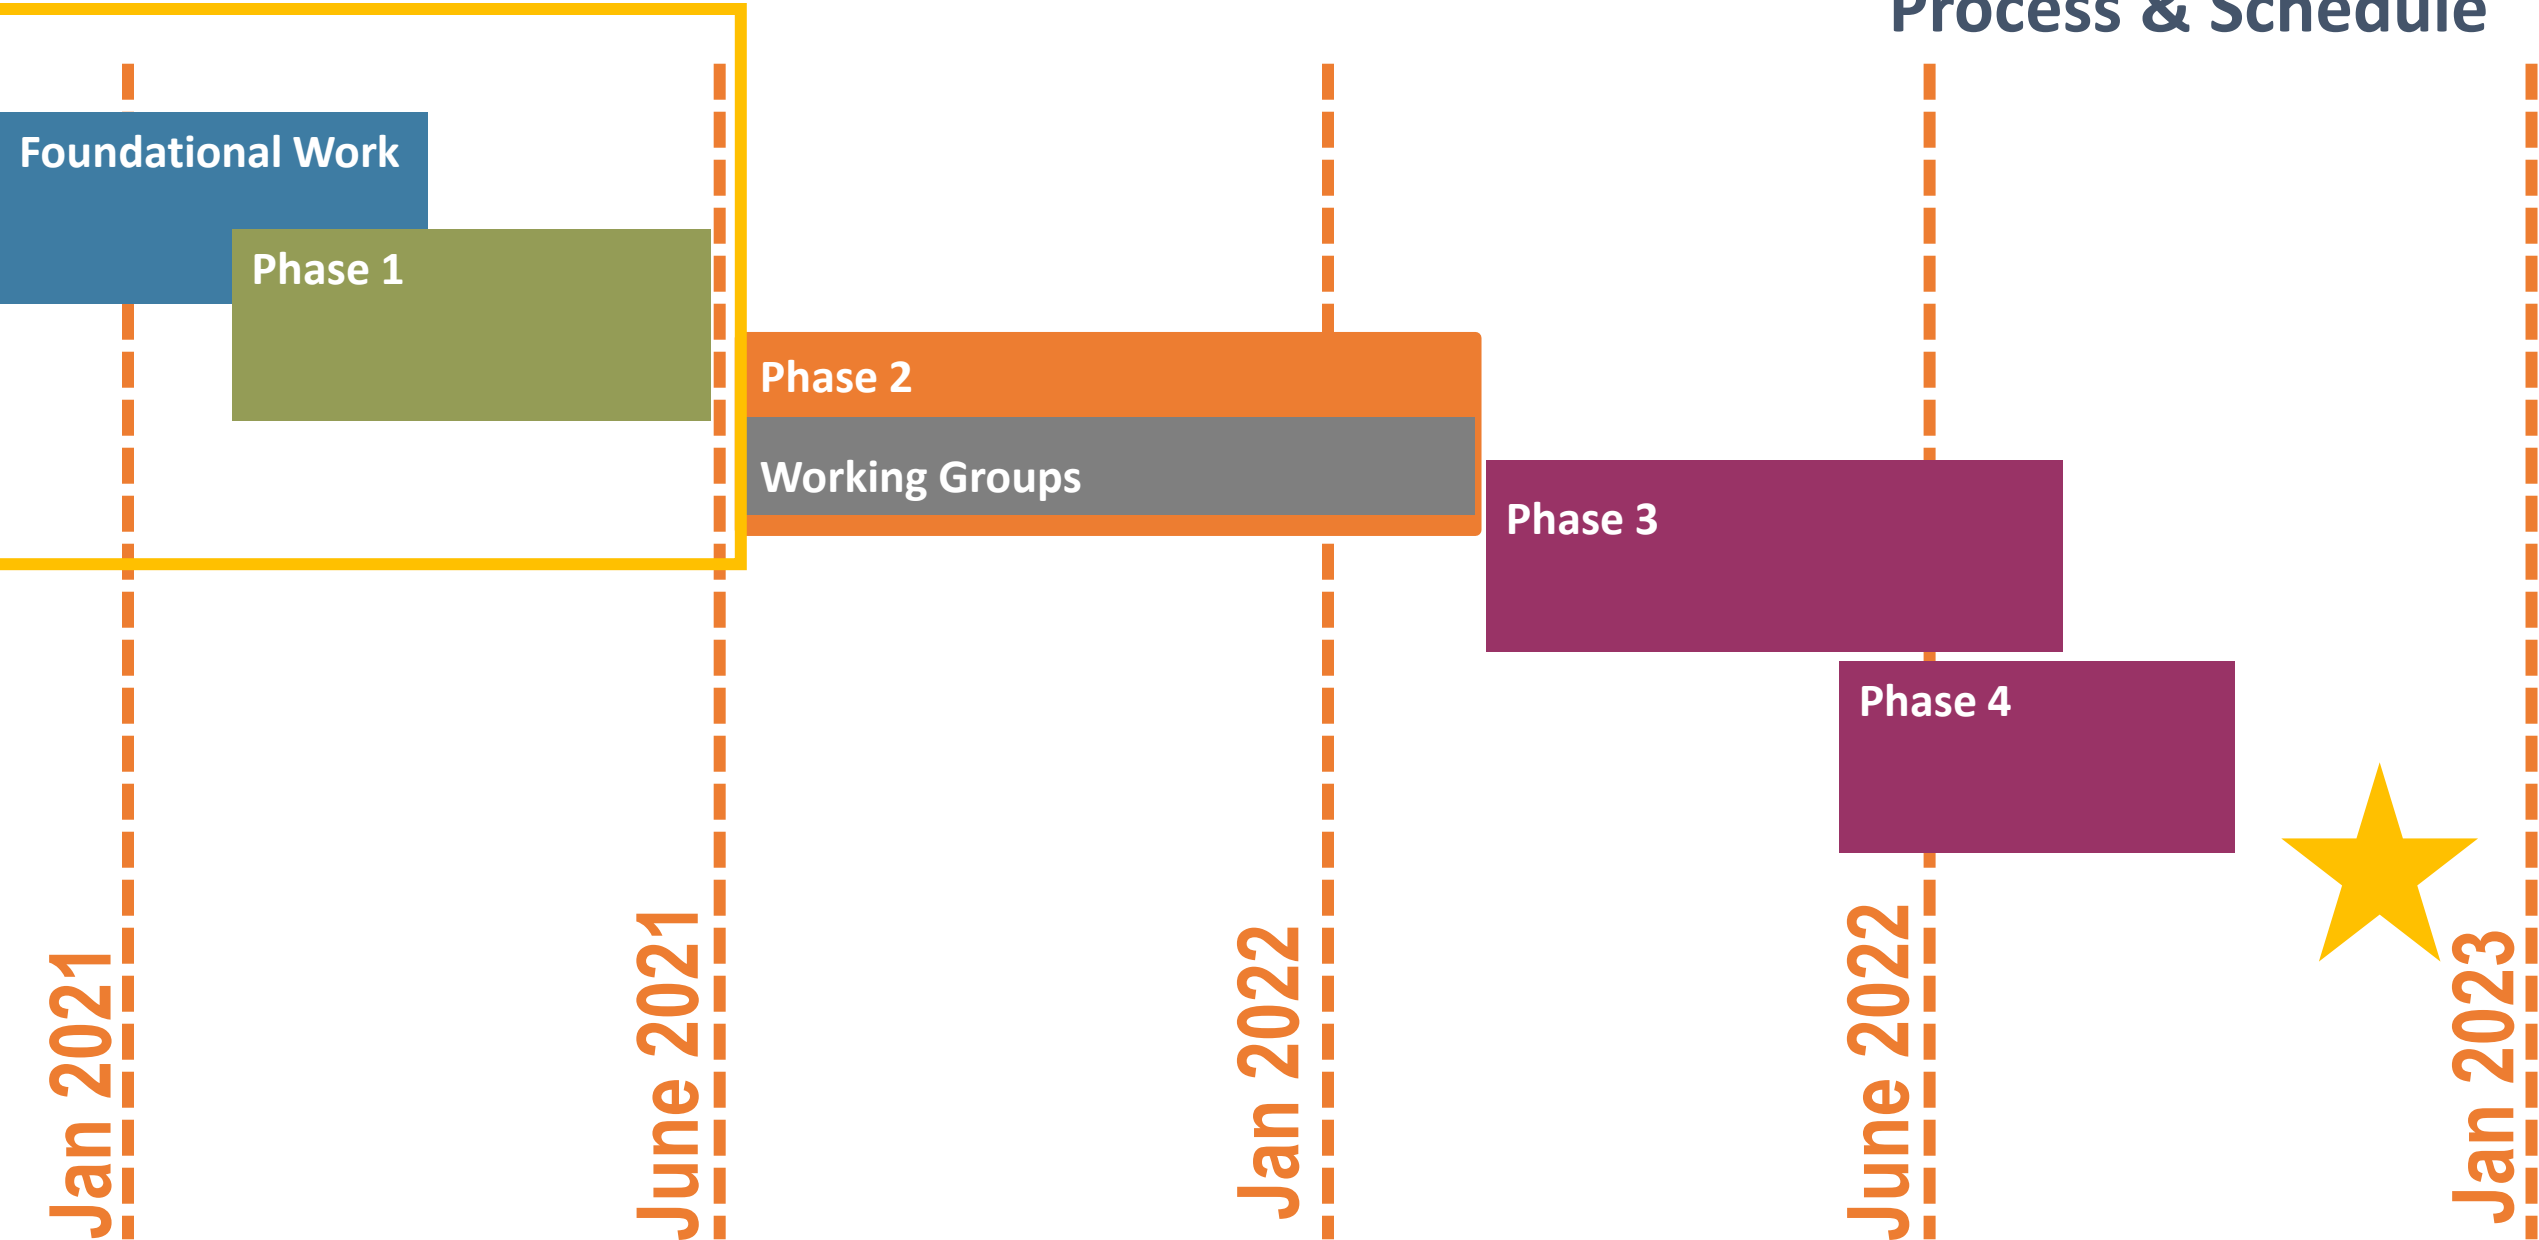 Process & Schedule
Foundational Work
Phase 1
Phase 2
Working Groups
Phase 3
Phase 4
Jan 2021
June 2021
Jan 2022
June 2022
Jan 2023